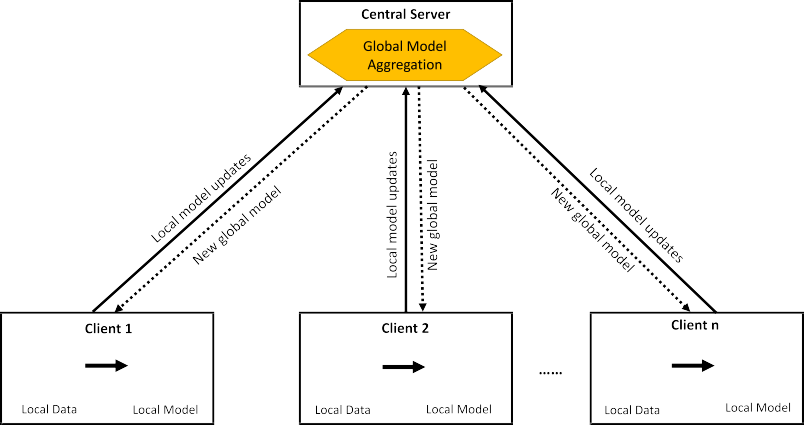 Central Server
Global Model
Aggregation
Local model updates
New global model
Local model updates
New global model
Local model updates
New global model
Client 1
Local Data
Local Model
Client 2
Local Data
Local Model
......
Client n
Local Data
Local Model